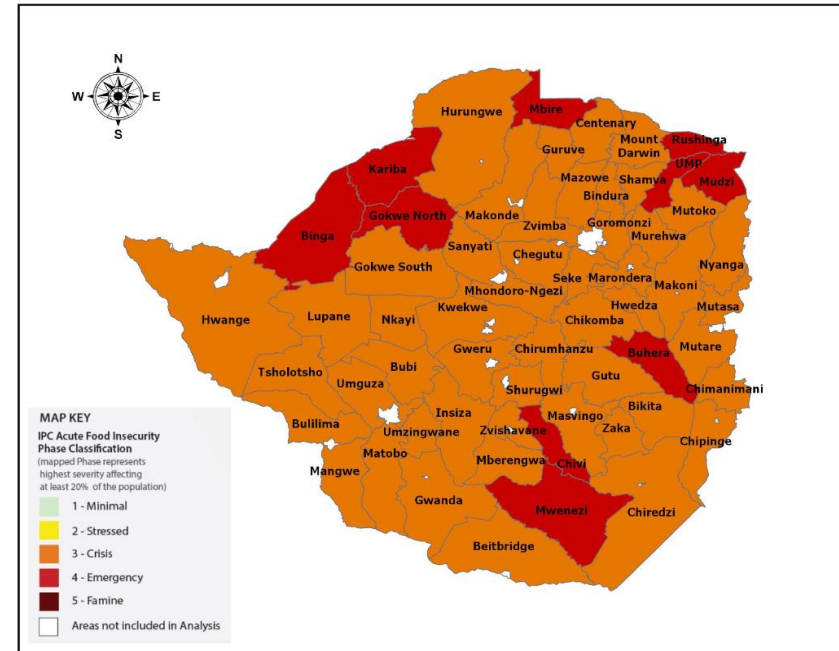 N
W
E
S
Hurungwe
Mbire
Centenary
Rushinga
Mount
Darwin
Guruve
UMP
Kariba
Mazowe
Shamva
Mudzi
Bindura
Mutoko
Gokwe North
Makonde
Zvimba
Goromonzi
Murehwa
Binga
Sanyati
Chegutu
Nyanga
Gokwe South
Seke
Marondera
Makoni
Mhondoro-Ngezi
Hwedza
Mutasa
Hwange
Lupane
Nkayi
Kwekwe
Chikomba
Mutare
Gweru
Chirumhanzu
Buhera
Tsholotsho
Bubi
Gutu
Chimanimani
Umguza
Shurugwi
Bikita
Bulilima
Insiza
Masvingo
Zvishavane
Zaka
Umzingwane
Chipinge
Matobo
Mberengwa
Chivi
Mangwe
Gwanda
Mwenezi
Chiredzi
Beitbridge
MAP KEY
IPC Acute Food Insecurity
Phase Classification
(mapped Phase represents
highest severity affecting
at least 20% of the population)
1 - Minimal
2 - Stressed
3 - Crisis
4 - Emergency
5 - Famine
Areas not included in Analysis